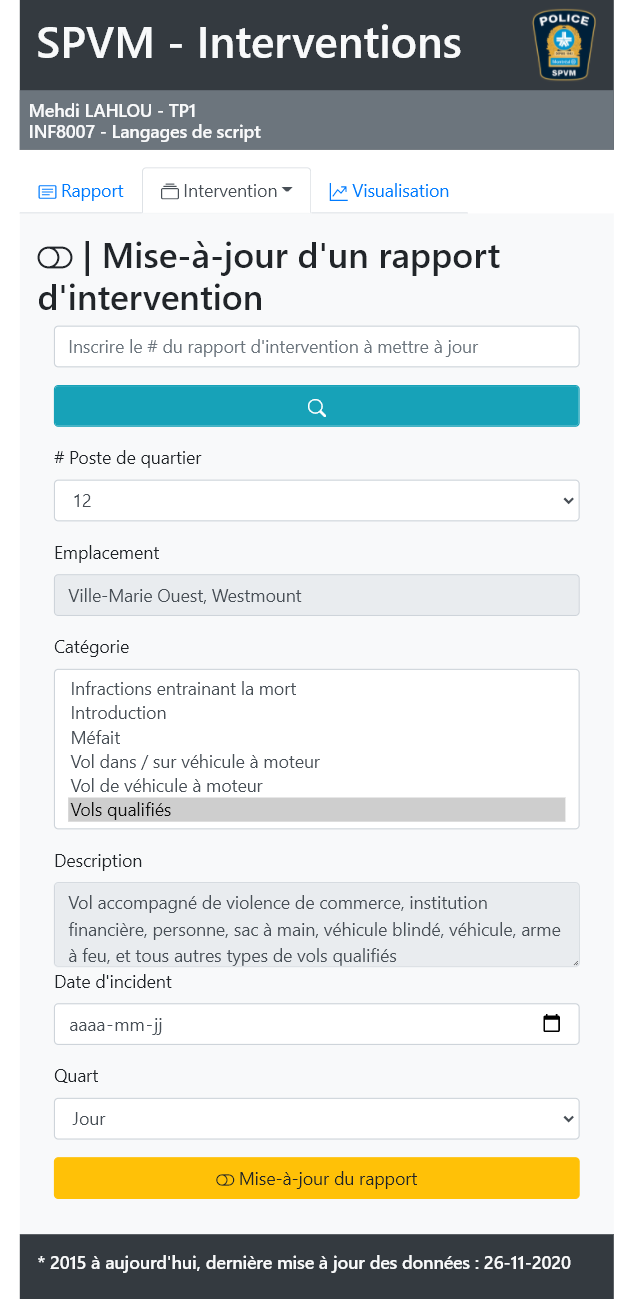 SPVM - Interventions
POLICE
SPVM
Mehdi LAHLOU - TP1
INF8007 - Langages de script
Rapport
Intervention
Visualisation
| Mise-à-jour d'un rapport
d'intervention
Inscrire le # du rapport d'intervention à mettre à jour
# Poste de quartier
12
Emplacement
Ville-Marie Ouest, Westmount
Catégorie
Infractions entrainant la mort
Introduction
Méfait
Vol dans / sur véhicule à moteur
Vol de véhicule à moteur
Vols qualifiés
Description
Vol accompagné de violence de commerce, institution
financière, personne, sac à main, véhicule blindé, véhicule, arme
à feu, et tous autres types de vols qualifiés
Date d'incident
aaaa-mm-jj
Quart
Jour
Mise-à-jour du rapport
* 2015 à aujourd'hui, dernière mise à jour des données : 26-11-2020